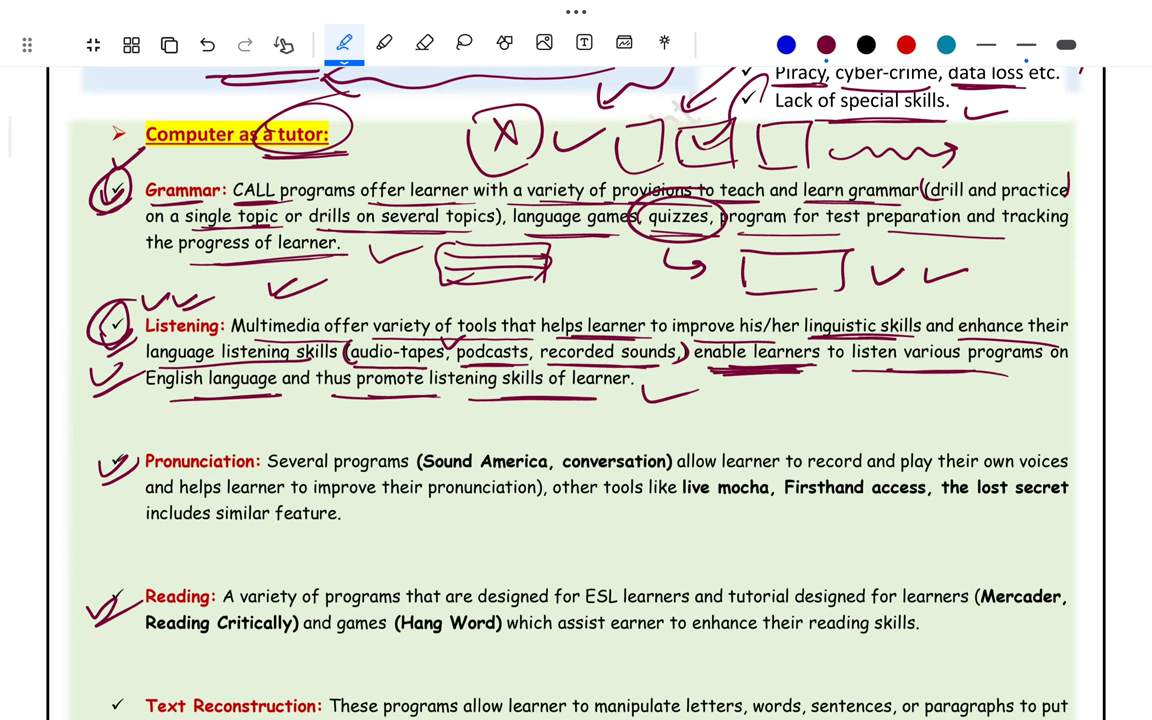 ✓ Piracy, cyber-crime, data loss etc.
✓ Lack of special skills.
➢ Computer as a tutor:
✓ Grammar: CALL programs offer learner with a variety of provisions to teach and learn grammar (drill and practice
on a single topic or drills on several topics), language games, quizzes, program for test preparation and tracking
the progress of learner.
✓ Listening: Multimedia offer variety of tools that helps learner to improve his/her linguistic skills and enhance their
language listening skills (audio-tapes, podcasts, recorded sounds,) enable learners to listen various programs on
English language and thus promote listening skills of learner.
✓ Pronunciation: Several programs (Sound America, conversation) allow learner to record and play their own voices
and helps learner to improve their pronunciation), other tools like live mocha, Firsthand access, the lost secret
includes similar feature.
✓ Reading: A variety of programs that are designed for ESL learners and tutorial designed for learners (Mercader,
Reading Critically) and games (Hang Word) which assist earner to enhance their reading skills.
✓ Text Reconstruction: These programs allow learner to manipulate letters, words, sentences, or paragraphs to put